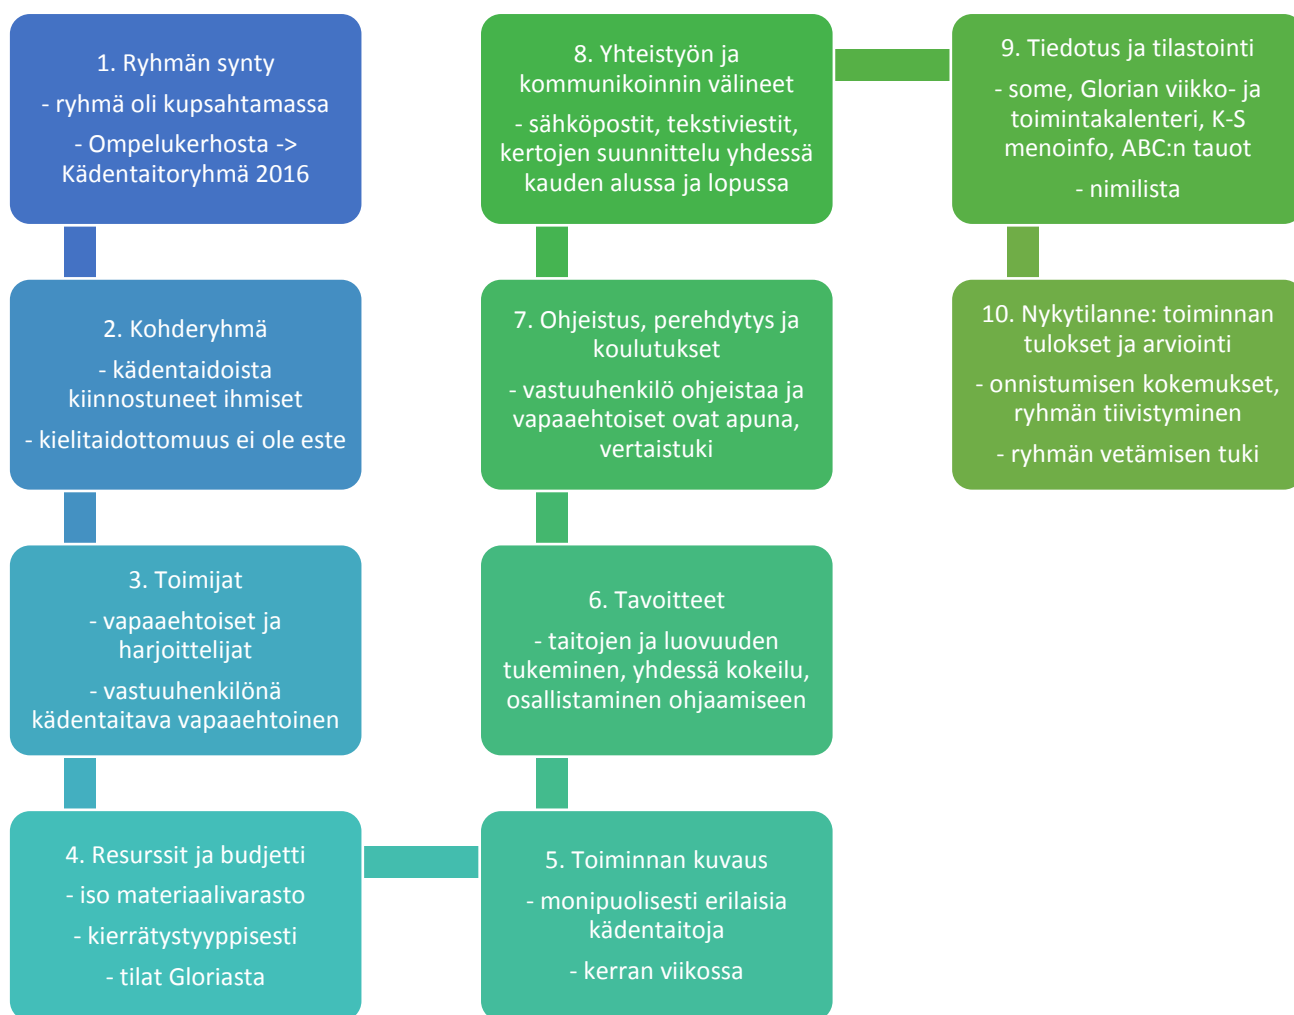 1. Ryhmän synty
- ryhmä oli kupsahtamassa
- Ompelukerhosta ->
Kädentaitoryhmä 2016
2. Kohderyhmä
- kädentaidoista
kiinnostuneet ihmiset
- kielitaidottomuus ei ole este
3. Toimijat
- vapaaehtoiset ja
harjoittelijat
- vastuuhenkilönä
kädentaitava vapaaehtoinen
4. Resurssit ja budjetti
- iso materiaalivarasto
- kierrätystyyppisesti
- tilat Gloriasta
5. Toiminnan kuvaus
- monipuolisesti erilaisia
kädentaitoja
- kerran viikossa
6. Tavoitteet
- taitojen ja luovuuden
tukeminen, yhdessä kokeilu,
osallistaminen ohjaamiseen
7. Ohjeistus, perehdytys ja
koulutukset
- vastuuhenkilö ohjeistaa ja
vapaaehtoiset ovat apuna,
vertaistuki
8. Yhteistyön ja
kommunikoinnin välineet
- sähköpostit, tekstiviestit,
kertojen suunnittelu yhdessä
kauden alussa ja lopussa
9. Tiedotus ja tilastointi
- some, Glorian viikko- ja
toimintakalenteri, K-S
menoinfo, ABC:n tauot
- nimilista
10. Nykytilanne: toiminnan
tulokset ja arviointi
- onnistumisen kokemukset,
ryhmän tiivistyminen
- ryhmän vetämisen tuki